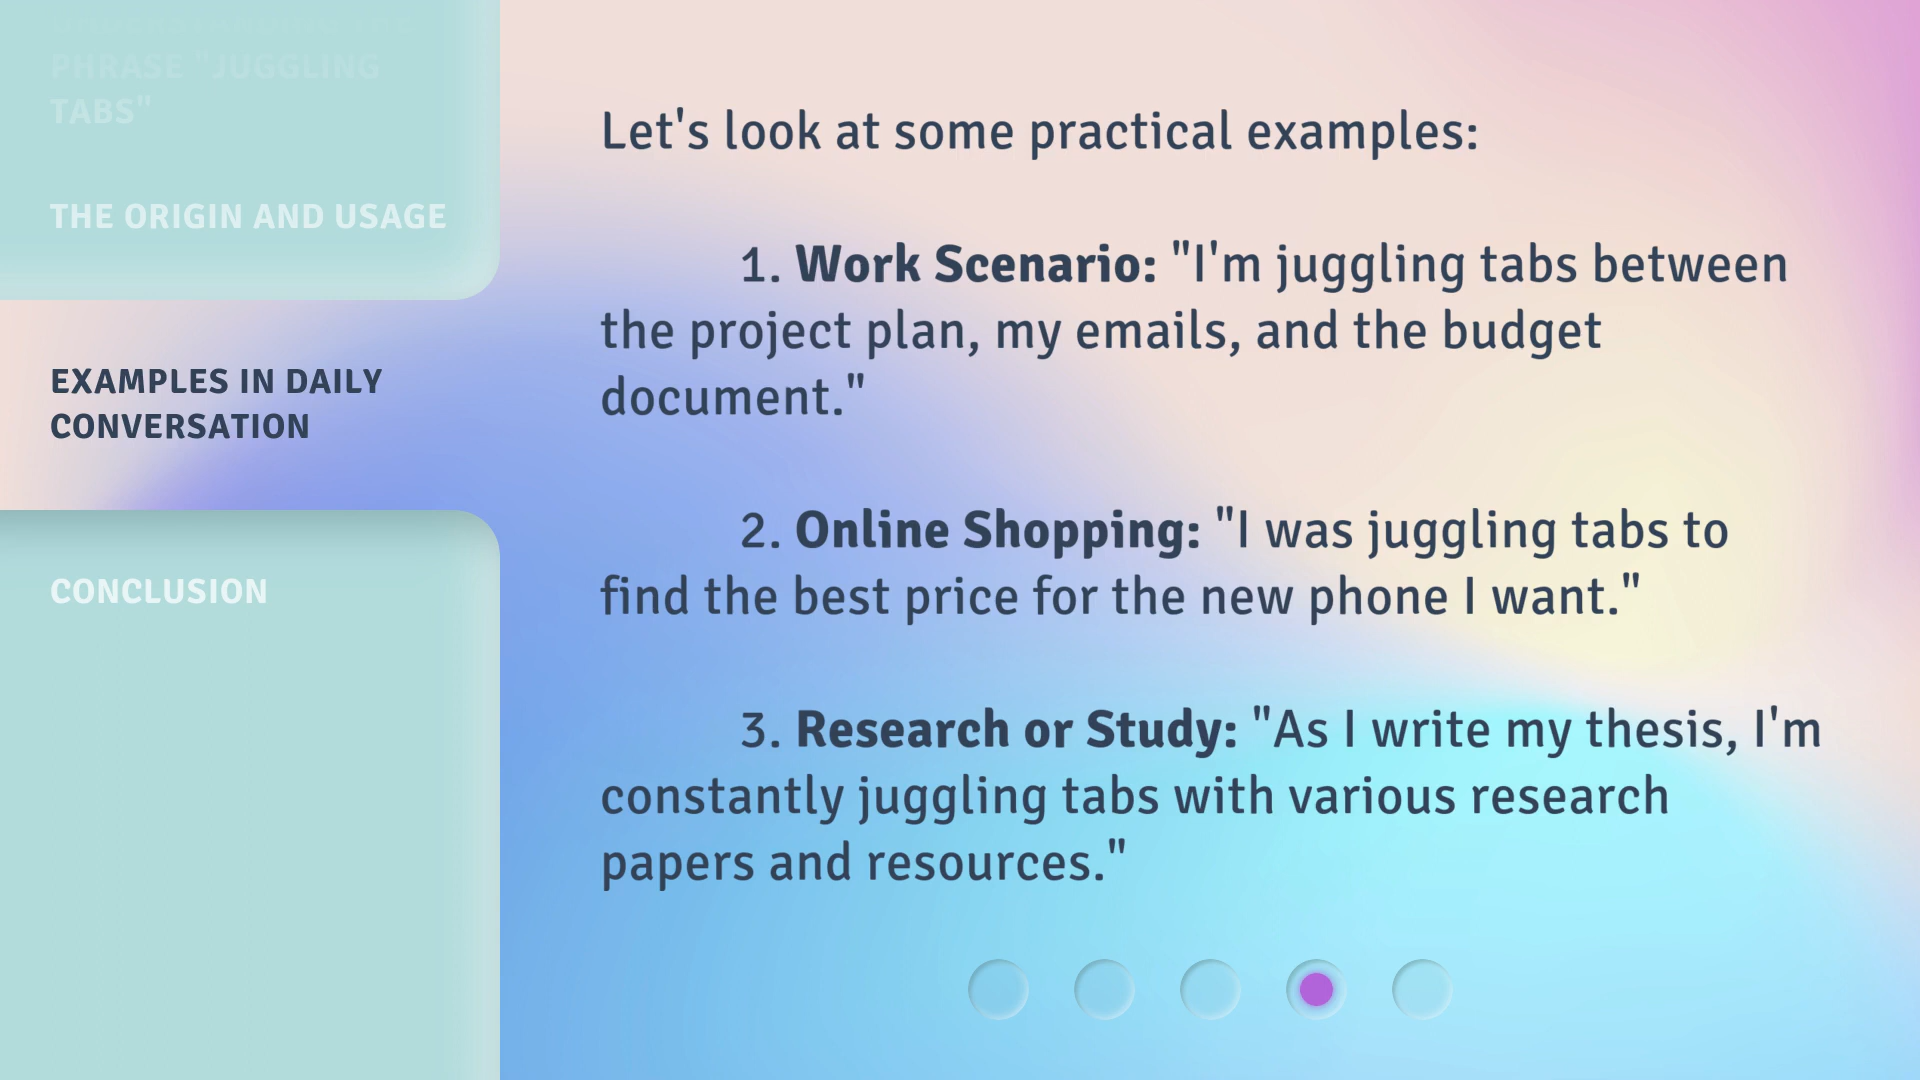 UNDERSTANDING THE
PHRASE "JUGGLING
TABS"
THE ORIGIN AND USAGE
EXAMPLES IN DAILY
CONVERSATION
CONCLUSION
Let's look at some practical examples:
1. Work Scenario: "I'm juggling tabs between
the project plan, my emails, and the budget
document."
2. Online Shopping: "I was juggling tabs to
find the best price for the new phone I want."
3. Research or Study: "As I write my thesis, I'm
constantly juggling tabs with various research
papers and resources."